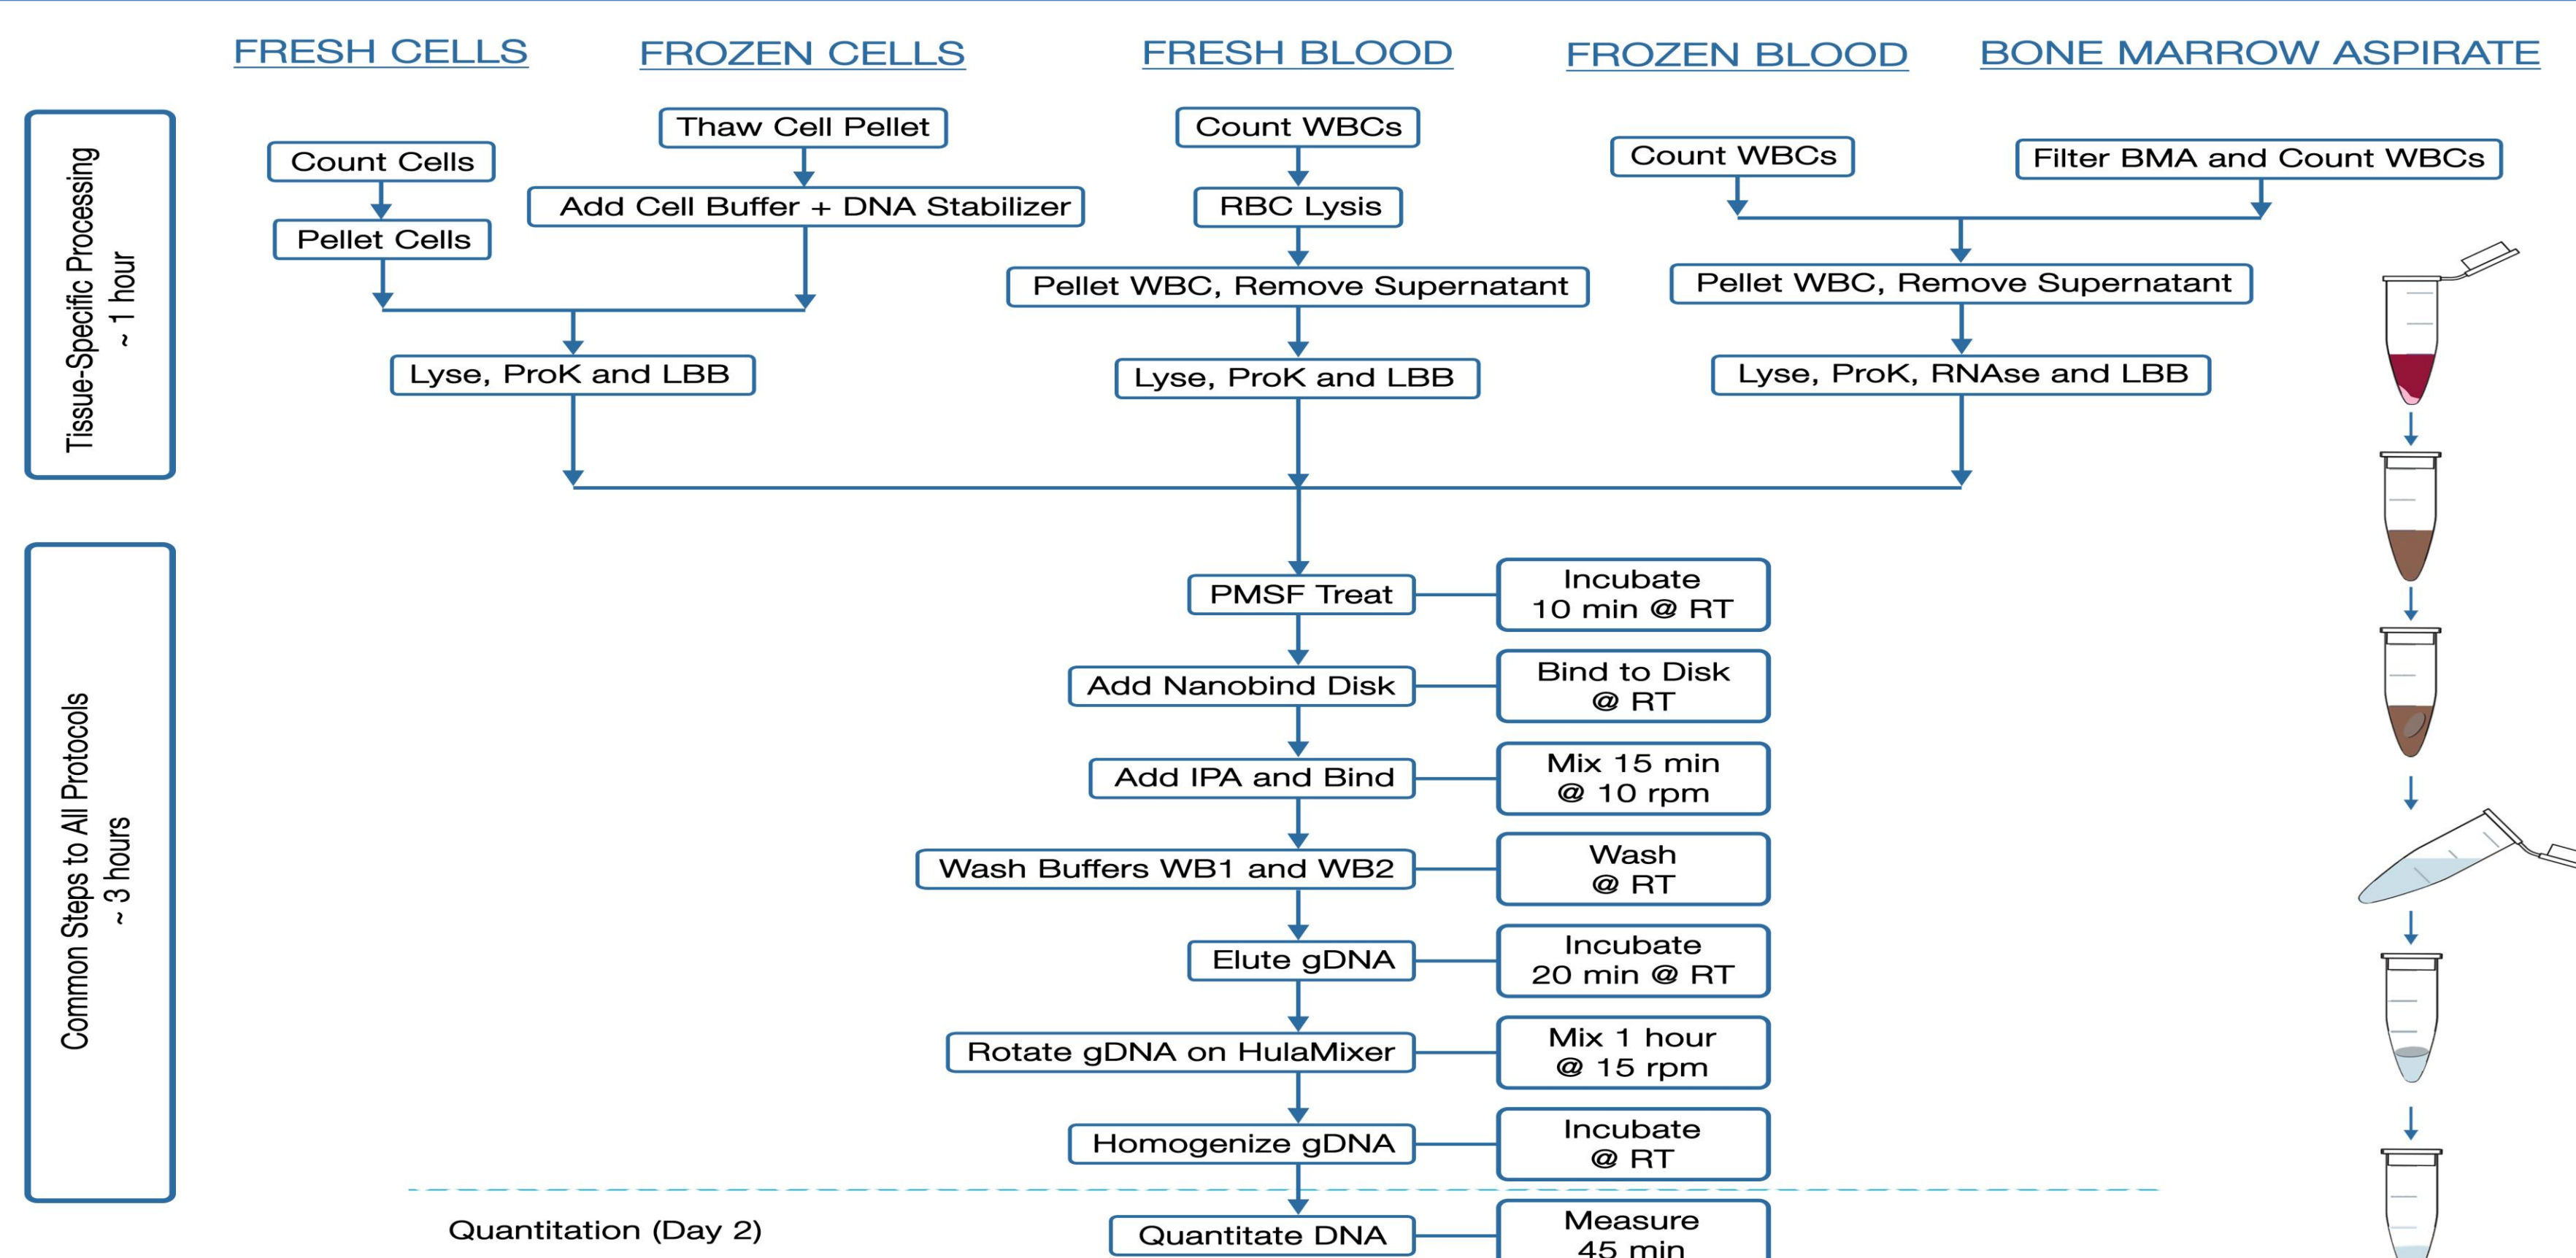 FRESH CELLS
FROZEN CELLS
FRESH BLOOD
FROZEN BLOOD
BONE MARROW ASPIRATE
Tissue-Specific Processing
~ 1 hour
Count Cells
Pellet Cells
Thaw Cell Pellet
Add Cell Buffer + DNA Stabilizer
Lyse, ProK and LBB
Count WBCs
RBC Lysis
Pellet WBC, Remove Supernatant
Lyse, ProK and LBB
Count WBCs
Filter BMA and Count WBCs
Pellet WBC, Remove Supernatant
Lyse, ProK, RNAse and LBB
Common Steps to All Protocols
~ 3 hours
PMSF Treat
Incubate
10 min @ RT
Add Nanobind Disk
Bind to Disk
@ RT
Add IPA and Bind
Mix 15 min
@ 10 rpm
Wash Buffers WB1 and WB2
Wash
@ RT
Elute gDNA
Incubate
20 min @ RT
Rotate gDNA on HulaMixer
Mix 1 hour
@ 15 rpm
Homogenize gDNA
Incubate
@ RT
Quantitation (Day 2)
Quantitate DNA
Measure
45 min